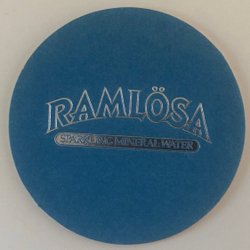 RAMLÖSA
SPARKLING MINERAL WATER